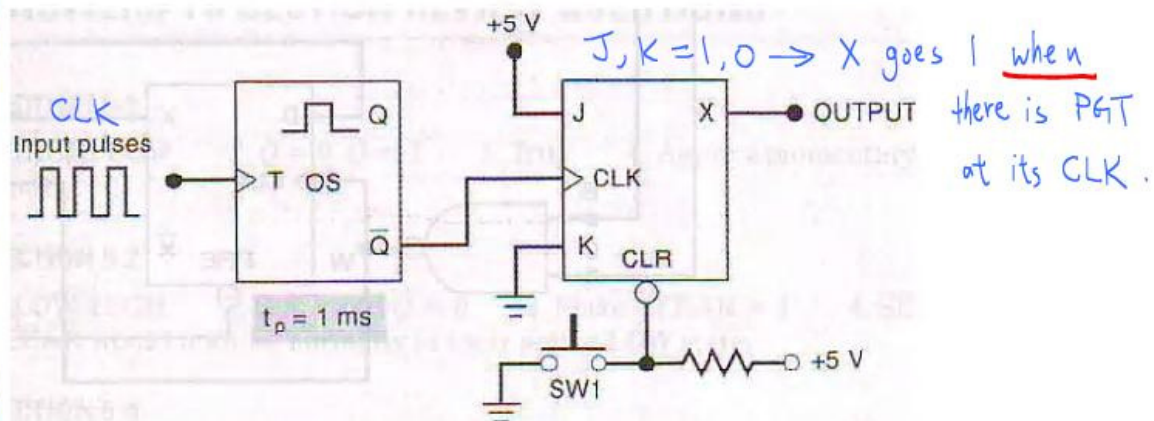 +5 V
J, K = 1, 0 → X goes 1 when
there is PGT
at its CLK.
CLK
Input pulses
Q
T OS
Q̅
t_p = 1 ms
J
X
OUTPUT
CLK
K
CLR
SW1
+5 V